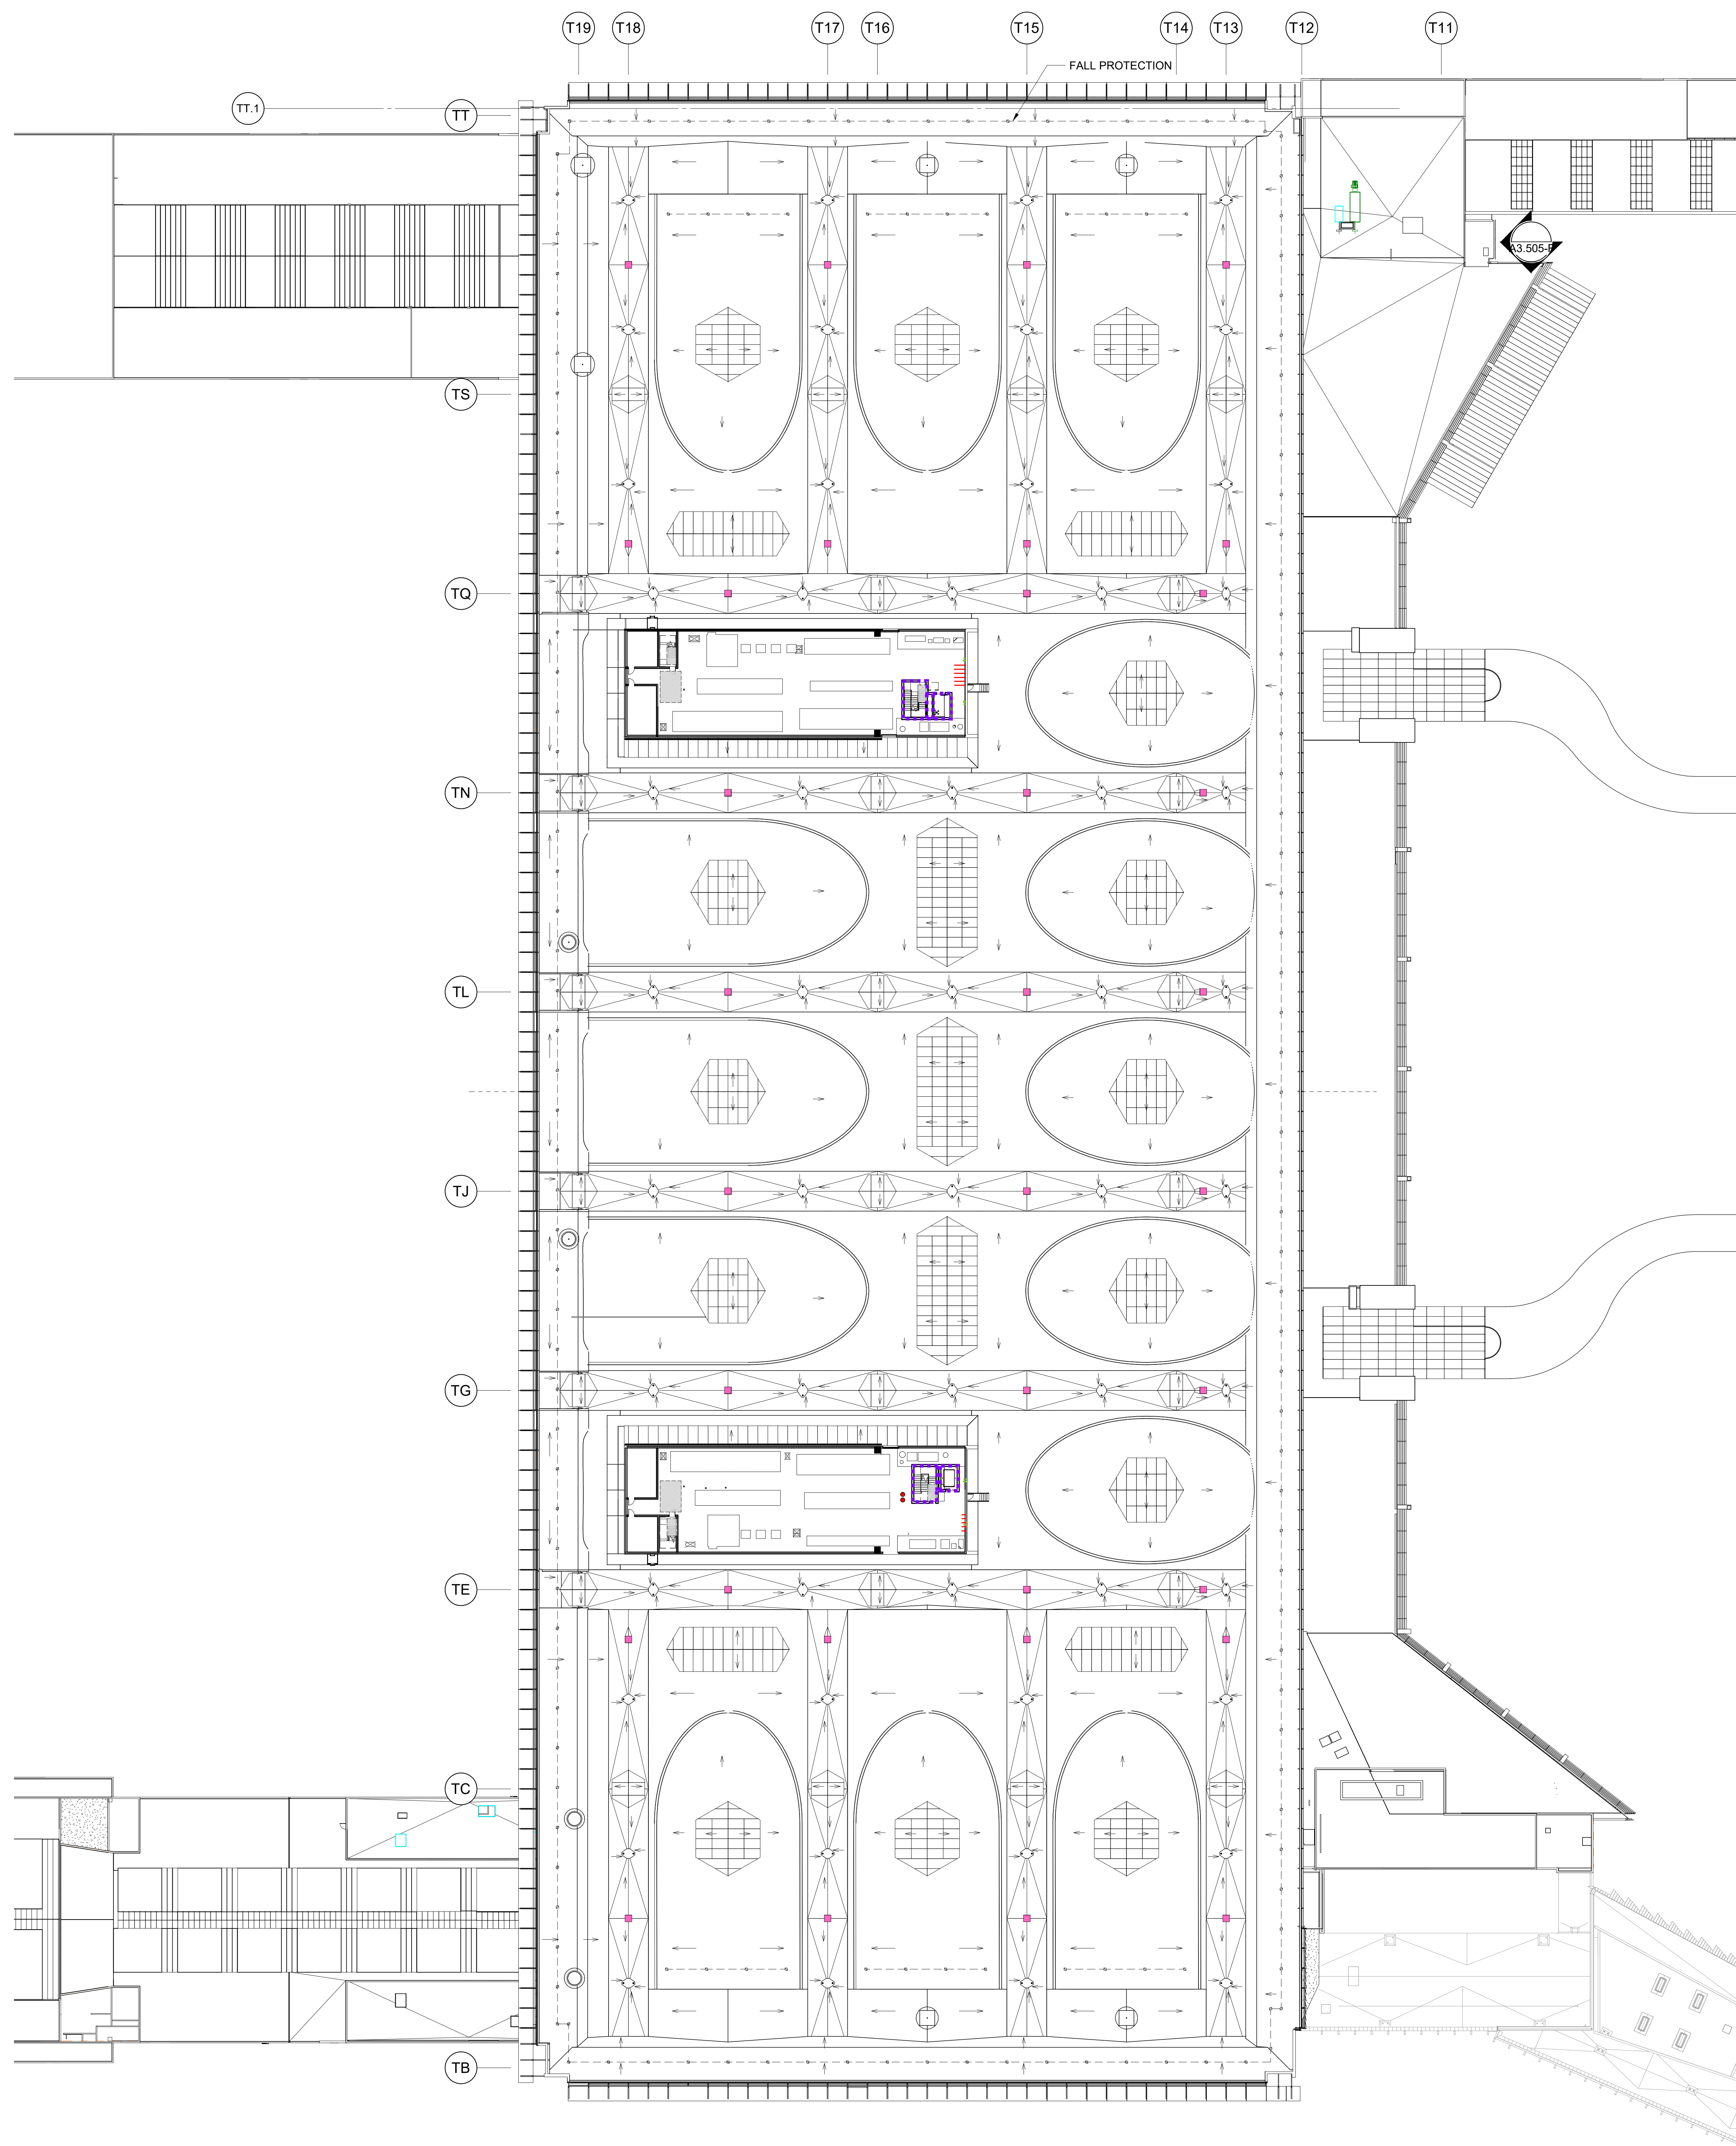 T19 T18 T17 T16 T15 T14 T13 T12 T11
FALL PROTECTION
TT.1
TT
A3.505-F
TS
TQ
TN
TL
TJ
TG
TE
TC
TB